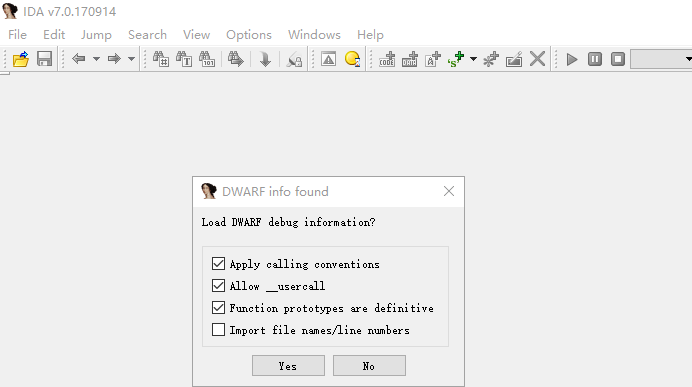 IDA v7.0.170914
File Edit Jump Search View Options Windows Help
DWARF info found
Load DWARF debug information?
Apply calling conventions
Allow __usercall
Function prototypes are definitive
Import file names/line numbers
Yes No